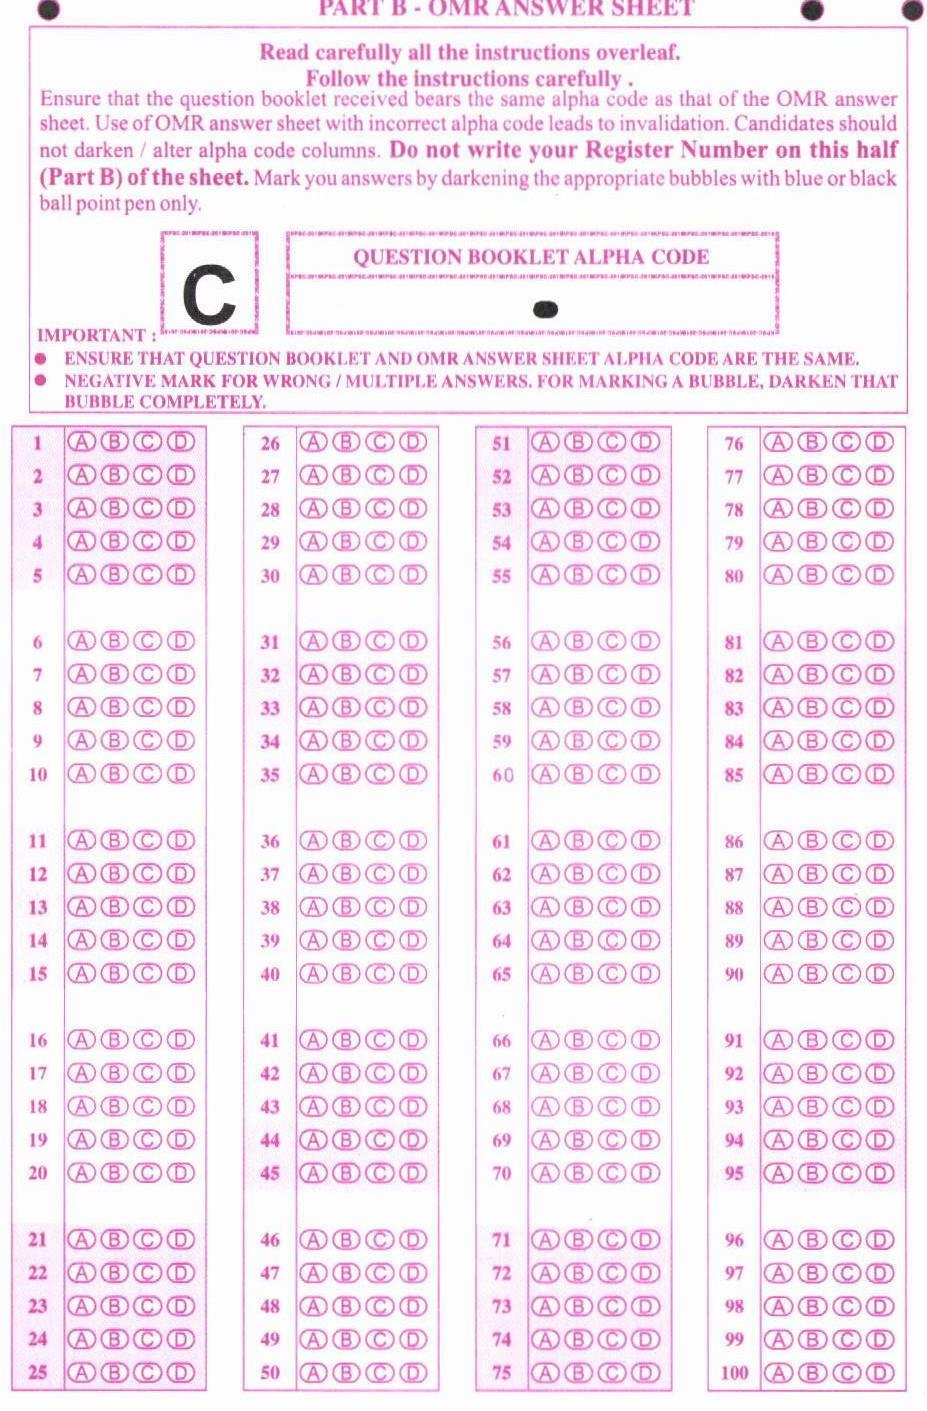 PART B - OMR ANSWER SHEET
Read carefully all the instructions overleaf.
Follow the instructions carefully .
Ensure that the question booklet received bears the same alpha code as that of the OMR answer
sheet. Use of OMR answer sheet with incorrect alpha code leads to invalidation. Candidates should
not darken / alter alpha code columns. Do not write your Register Number on this half
(Part B) of the sheet. Mark you answers by darkening the appropriate bubbles with blue or black
ball point pen only.
C
QUESTION BOOKLET ALPHA CODE
IMPORTANT :
● ENSURE THAT QUESTION BOOKLET AND OMR ANSWER SHEET ALPHA CODE ARE THE SAME.
● NEGATIVE MARK FOR WRONG / MULTIPLE ANSWERS. FOR MARKING A BUBBLE, DARKEN THAT
BUBBLE COMPLETELY.
1 A B C D 26 A B C D 51 A B C D 76 A B C D
2 A B C D 27 A B C D 52 A B C D 77 A B C D
3 A B C D 28 A B C D 53 A B C D 78 A B C D
4 A B C D 29 A B C D 54 A B C D 79 A B C D
5 A B C D 30 A B C D 55 A B C D 80 A B C D
6 A B C D 31 A B C D 56 A B C D 81 A B C D
7 A B C D 32 A B C D 57 A B C D 82 A B C D
8 A B C D 33 A B C D 58 A B C D 83 A B C D
9 A B C D 34 A B C D 59 A B C D 84 A B C D
10 A B C D 35 A B C D 60 A B C D 85 A B C D
11 A B C D 36 A B C D 61 A B C D 86 A B C D
12 A B C D 37 A B C D 62 A B C D 87 A B C D
13 A B C D 38 A B C D 63 A B C D 88 A B C D
14 A B C D 39 A B C D 64 A B C D 89 A B C D
15 A B C D 40 A B C D 65 A B C D 90 A B C D
16 A B C D 41 A B C D 66 A B C D 91 A B C D
17 A B C D 42 A B C D 67 A B C D 92 A B C D
18 A B C D 43 A B C D 68 A B C D 93 A B C D
19 A B C D 44 A B C D 69 A B C D 94 A B C D
20 A B C D 45 A B C D 70 A B C D 95 A B C D
21 A B C D 46 A B C D 71 A B C D 96 A B C D
22 A B C D 47 A B C D 72 A B C D 97 A B C D
23 A B C D 48 A B C D 73 A B C D 98 A B C D
24 A B C D 49 A B C D 74 A B C D 99 A B C D
25 A B C D 50 A B C D 75 A B C D 100 A B C D